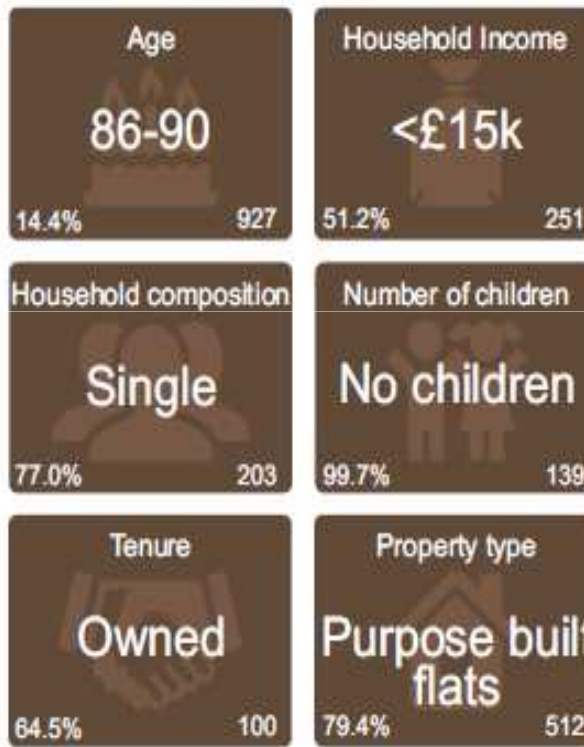 Age
86-90
14.4% 927
Household Income
<£15k
51.2% 251
Household composition
Single
77.0% 203
Number of children
No children
99.7% 139
Tenure
Owned
64.5% 100
Property type
Purpose built
flats
79.4% 512